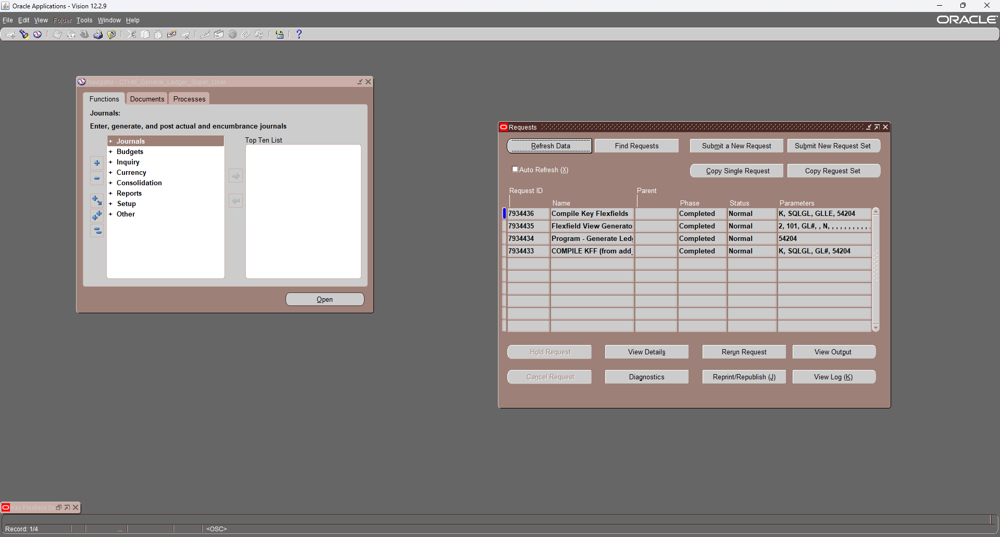 Oracle Applications - Vision 12.2.9
File Edit View Folder Tools Window Help
ORACLE
Navigator - CTHM_General_Ledger_Super_User
Functions Documents Processes
Journals:
Enter, generate, and post actual and encumbrance journals
+ Journals
+ Budgets
+ Inquiry
+ Currency
+ Consolidation
+ Reports
+ Setup
+ Other
Top Ten List
Open
Requests
Refresh Data Find Requests Submit a New Request Submit New Request Set
Auto Refresh (X) Copy Single Request Copy Request Set
Request ID Parent
Name Phase Status Parameters
7934436 Compile Key Flexfields Completed Normal K, SQLGL, GLLE, 54204
7934435 Flexfield View Generato Completed Normal 2, 101, GL#, , N, , , , , , , , , , ,
7934434 Program - Generate Led Completed Normal 54204
7934433 COMPILE KFF (from add_ Completed Normal K, SQLGL, GL#, 54204
Hold Request View Details Rerun Request View Output
Cancel Request Diagnostics Reprint/Republish (J) View Log (K)
Key Flexfield Se
Record: 1/4 ... <OSC>